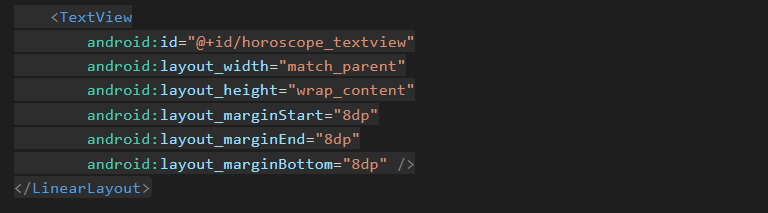 <TextView
android:id="@+id/horoscope_textview"
android:layout_width="match_parent"
android:layout_height="wrap_content"
android:layout_marginStart="8dp"
android:layout_marginEnd="8dp"
android:layout_marginBottom="8dp" />
</LinearLayout>